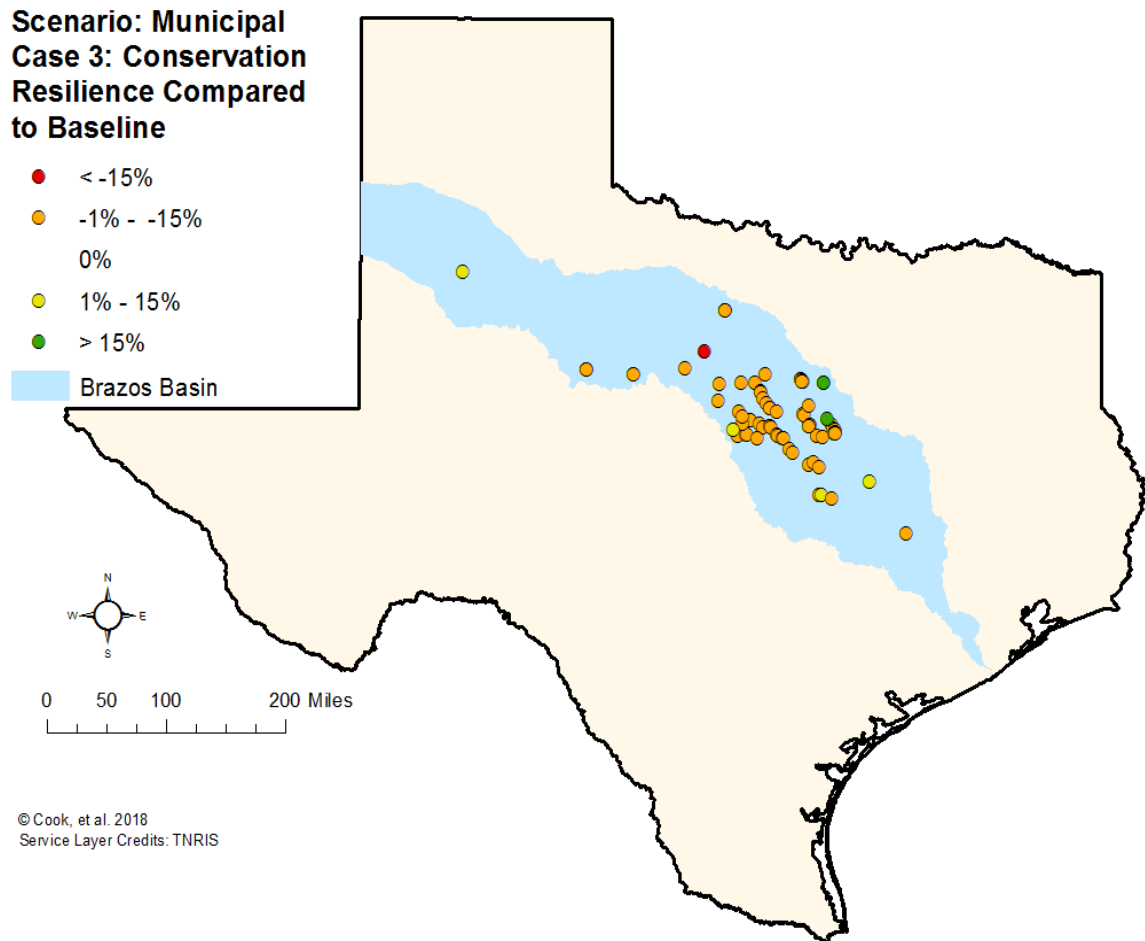 Scenario: Municipal
Case 3: Conservation
Resilience Compared
to Baseline
< -15%
-1% -  -15%
0%
1% - 15%
> 15%
Brazos Basin
N
W E
S
0 50 100 200 Miles
© Cook, et al. 2018
Service Layer Credits: TNRIS